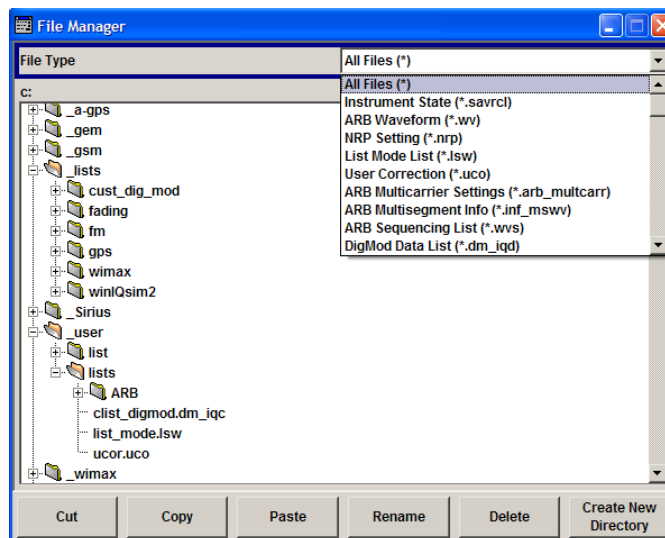 File Manager
File Type
All Files (*)
All Files (*)
Instrument State (*.savrcl)
ARB Waveform (*.wv)
NRP Setting (*.nrp)
List Mode List (*.lsw)
User Correction (*.uco)
ARB Multicarrier Settings (*.arb_multcarr)
ARB Multisegment Info (*.inf_mswv)
ARB Sequencing List (*.wvs)
DigMod Data List (*.dm_iqd)
c:
_a-gps
_gem
_gsm
_lists
cust_dig_mod
fading
fm
gps
wimax
winIQsim2
_Sirius
_user
list
lists
ARB
clist_digmod.dm_iqc
list_mode.lsw
ucor.uco
_wimax
Cut
Copy
Paste
Rename
Delete
Create New
Directory